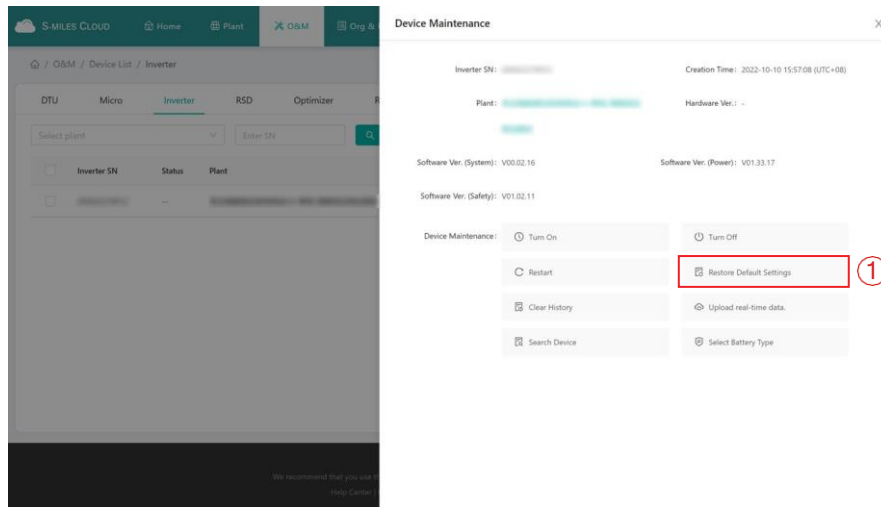 S-MILES CLOUD Home Plant O&M Org &
Device Maintenance
/ O&M / Device List / Inverter
Inverter SN:
Creation Time: 2022-10-10 15:57:08 (UTC+08)
DTU Micro Inverter RSD Optimizer R
Plant:
Hardware Ver.: -
Select plant Enter SN
Inverter SN Status Plant
--
Software Ver. (System): V00.02.16
Software Ver. (Power): V01.33.17
Software Ver. (Safety): V01.02.11
Device Maintenance:
Turn On
Turn Off
Restart
Restore Default Settings
1
Clear History
Upload real-time data.
Search Device
Select Battery Type
We recommend that you use th
Help Center |